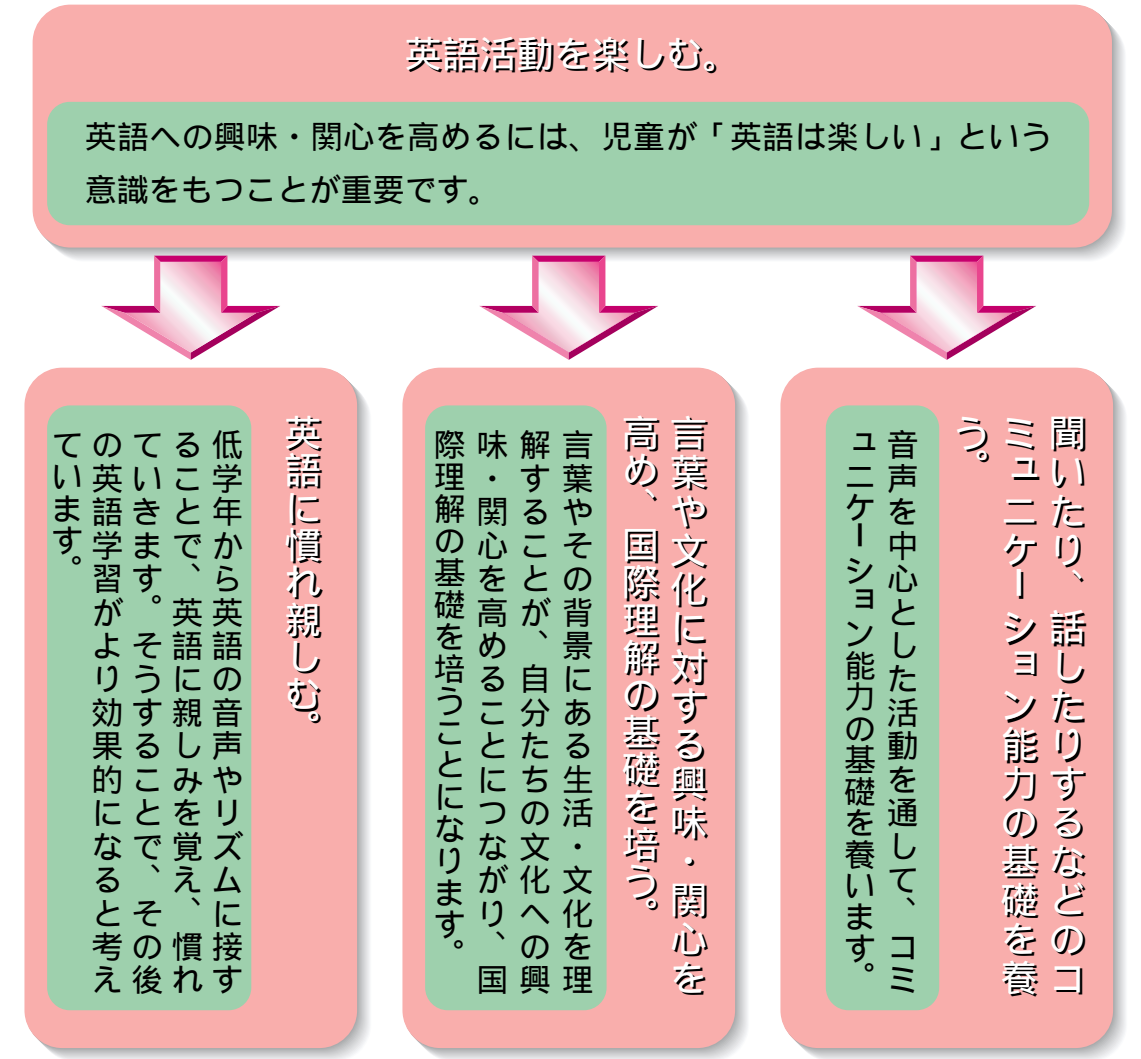 英語活動を楽しむ。
英語への興味・関心を高めるには、児童が「英語は楽しい」という
意識をもつことが重要です。
聞いたり、話したりするなどのコ
ミュニケーション能力の基礎を養
う。
音声を中心とした活動を通して、コミ
ュニケーション能力の基礎を養います。
言葉や文化に対する興味・関心を
高め、国際理解の基礎を培う。
言葉やその背景にある生活・文化を理
解することが、自分たちの文化への興
味・関心を高めることにつながり、国
際理解の基礎を培うことになります。
英語に慣れ親しむ。
低学年から英語の音声やリズムに接す
ることで、英語に親しみを覚え、慣れ
ていきます。そうすることで、その後
の英語学習がより効果的になると考え
ています。